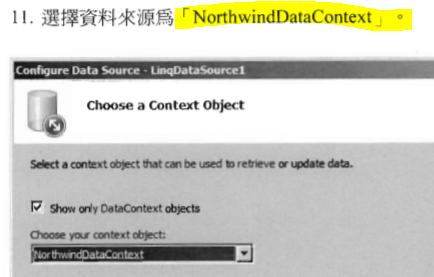 11. 選擇資料來源為「NorthwindDataContext」。
Configure Data Source - LinqDataSource1
Choose a Context Object
Select a context object that can be used to retrieve or update data.
Show only DataContext objects
Choose your context object:
NorthwindDataContext